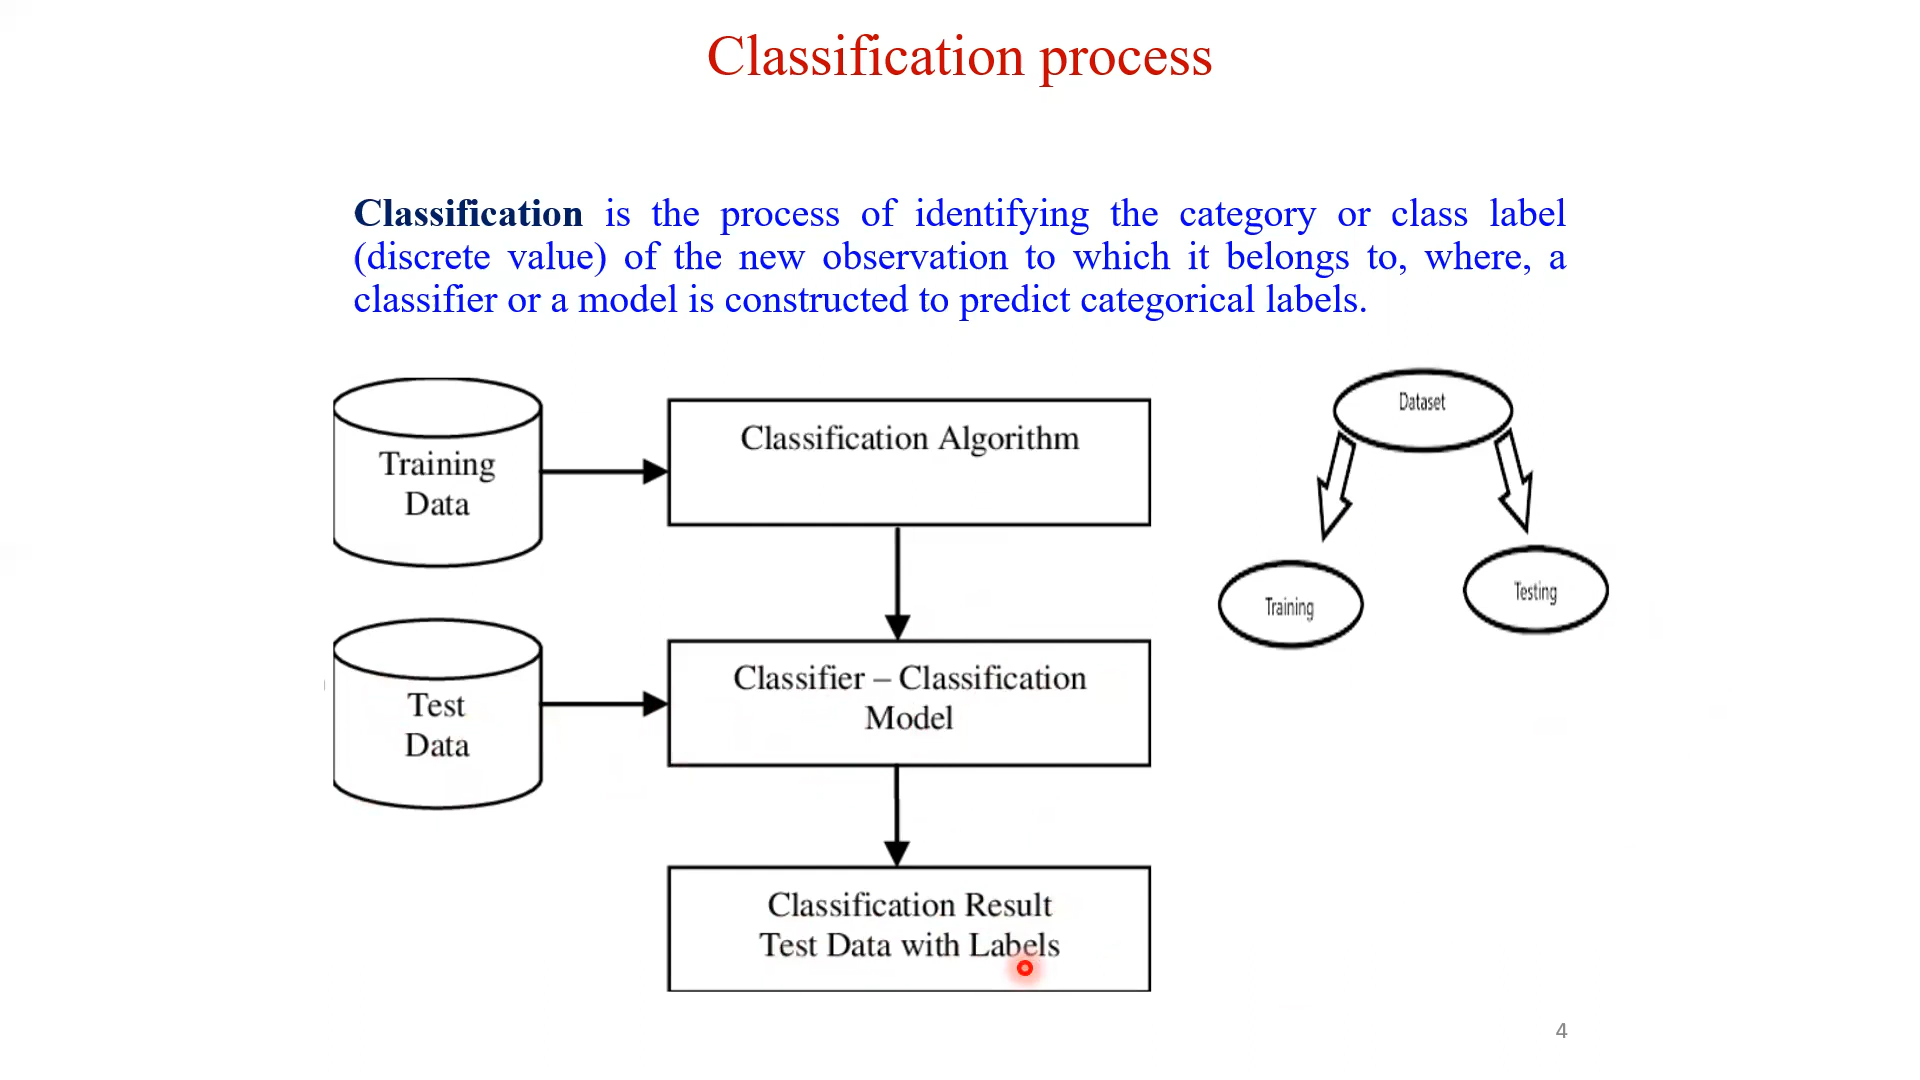 Classification process
Classification is the process of identifying the category or class label
(discrete value) of the new observation to which it belongs to, where, a
classifier or a model is constructed to predict categorical labels.
Training
Data
Classification Algorithm
Dataset
Training
Testing
Test
Data
Classifier – Classification
Model
Classification Result
Test Data with Labels
4